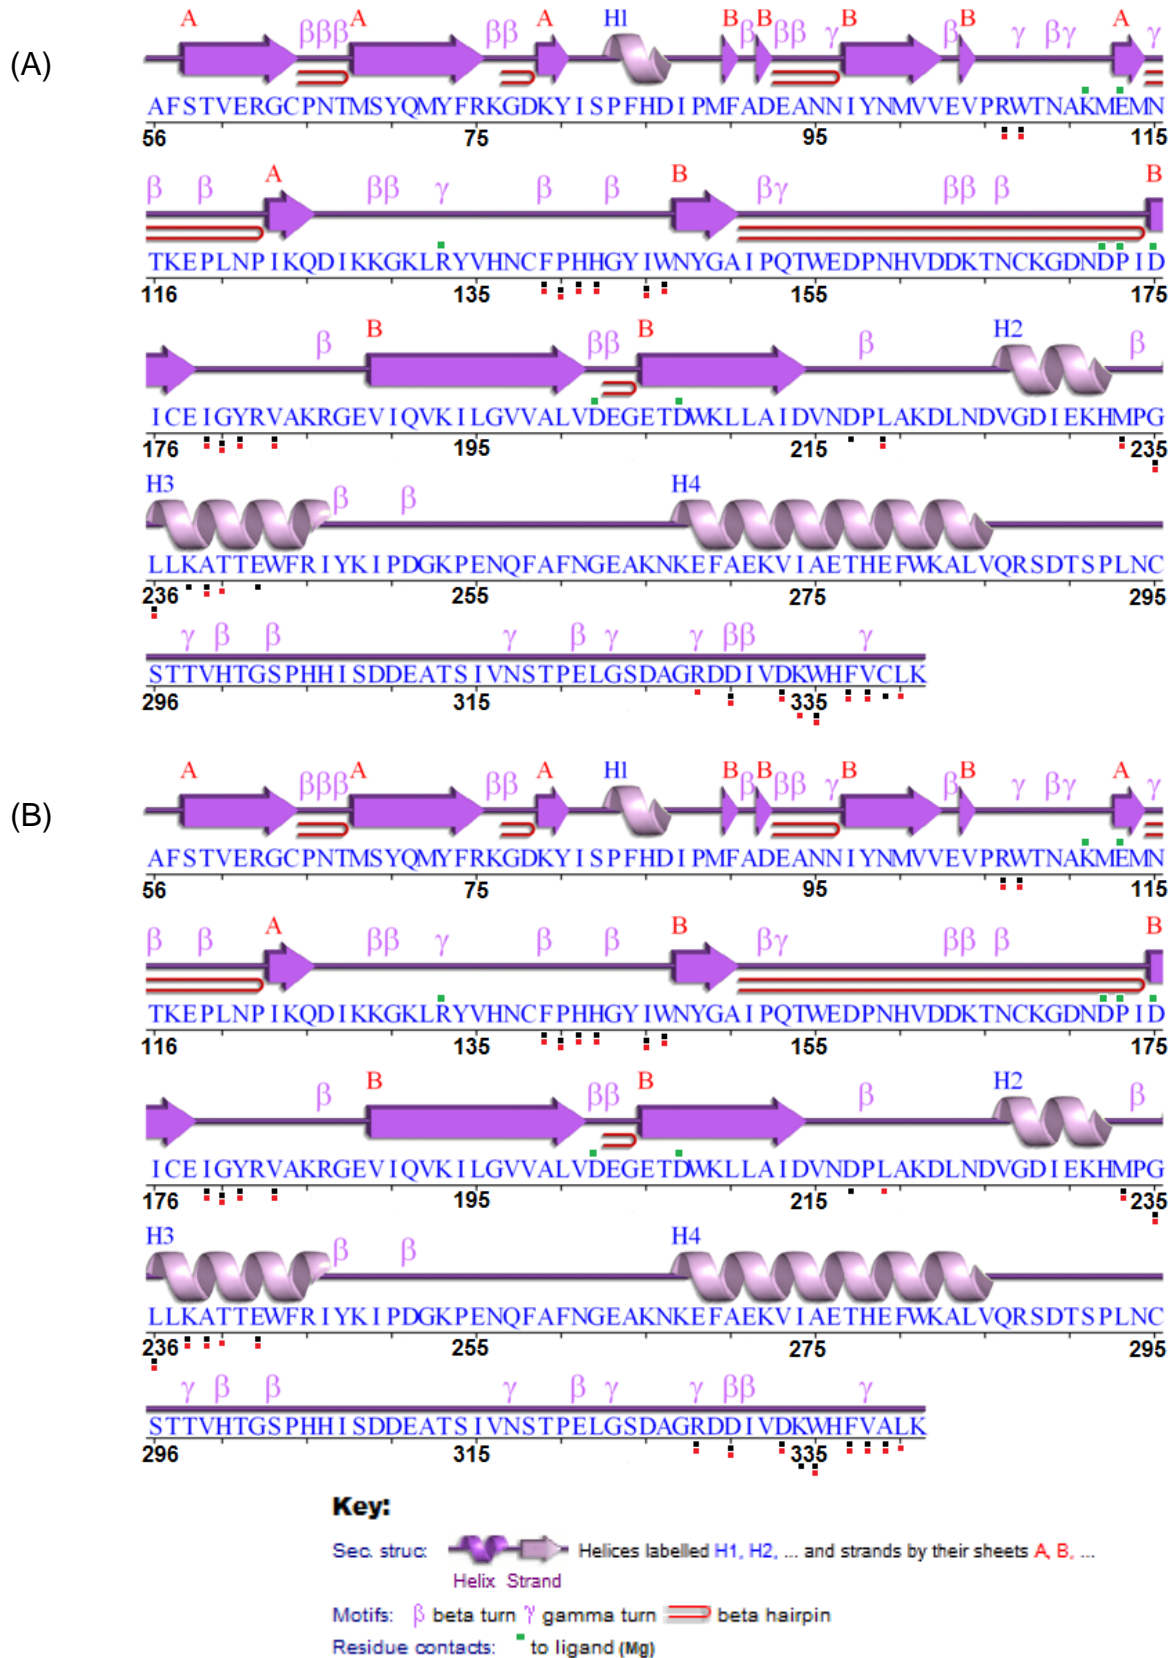 (A)
A A A H1 B B B B A
βββ ββ β ββ γ β γ βγ γ
AFSTVERGCPNTMSYQMYFRKGDKYISPFHDIPMFADEANNIYNMVVEVPRWTNAKMEMN
56 75 95 115
A B B
β β ββ γ β β βγ ββ β
TKEPLNPIKQDIKKGKLRYVHNCFPHHGYIWNYGAIPQTWEDPNHVDDKTNCKGDNDPID
116 135 155 175
B B H2
β ββ β β
ICEIGYRVAKRGEVIQVKILGVVALVDEGETDWKLLAIDVNDPLAKDLNDVGDIEKHMPG
176 195 215 235
H3 H4
β β
LLKATTEWFRIYKIPDGKPENQFAFNGEAKNKEFAEKVIAETHEFWKALVQRSDTSPLNC
236 255 275 295
γ β β γ β γ γ ββ γ
STTVHTGSPHHISDDEATSIVNSTPELGSDAGRDDIVDKWHFVCLK
296 315 335
(B)
A A A H1 B B B B A
βββ ββ β ββ γ β γ βγ γ
AFSTVERGCPNTMSYQMYFRKGDKYISPFHDIPMFADEANNIYNMVVEVPRWTNAKMEMN
56 75 95 115
A B B
β β ββ γ β β βγ ββ β
TKEPLNPIKQDIKKGKLRYVHNCFPHHGYIWNYGAIPQTWEDPNHVDDKTNCKGDNDPID
116 135 155 175
B B H2
β ββ β β
ICEIGYRVAKRGEVIQVKILGVVALVDEGETDWKLLAIDVNDPLAKDLNDVGDIEKHMPG
176 195 215 235
H3 H4
β β
LLKATTEWFRIYKIPDGKPENQFAFNGEAKNKEFAEKVIAETHEFWKALVQRSDTSPLNC
236 255 275 295
γ β β γ β γ γ ββ γ
STTVHTGSPHHISDDEATSIVNSTPELGSDAGRDDIVDKWHFVALK
296 315 335
Key:
Sec. struc: Helices labelled H1, H2, ... and strands by their sheets A, B, ...
Helix Strand
Motifs: β beta turn γ gamma turn beta hairpin
Residue contacts: to ligand (Mg)